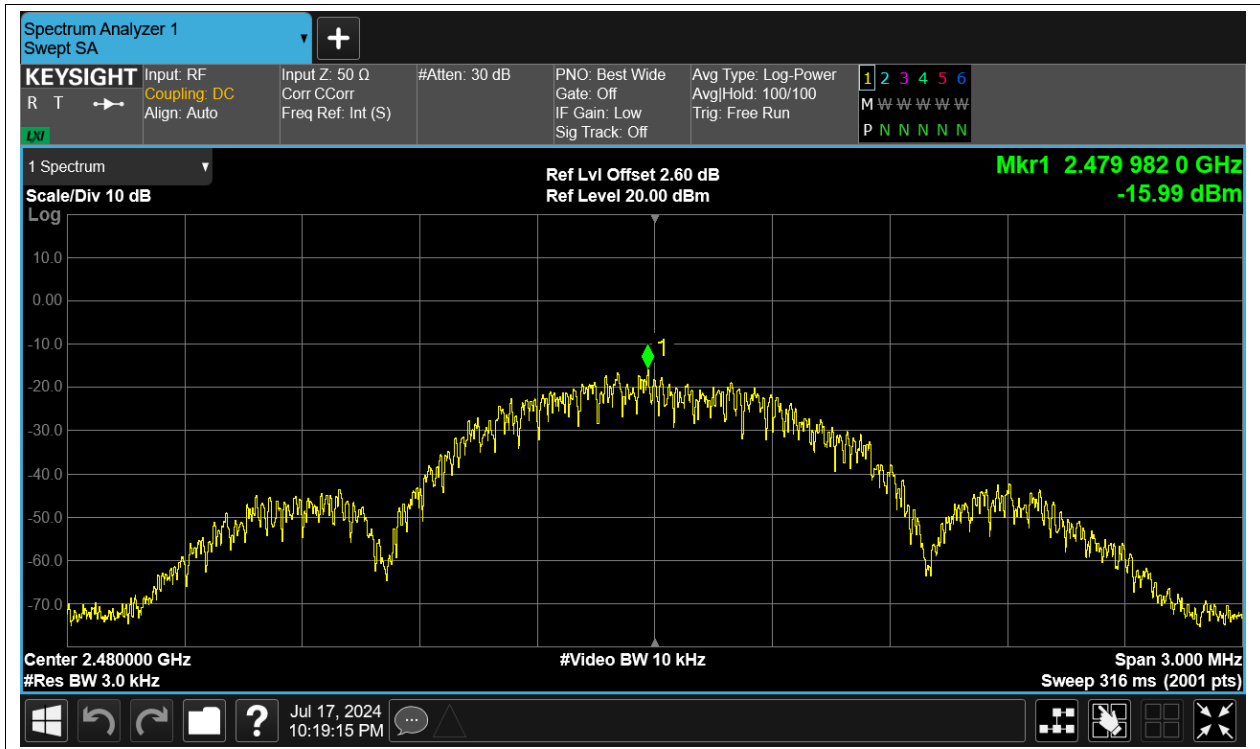 Spectrum Analyzer 1
Swept SA
+
KEYSIGHT
R T
LXI
Input: RF
Coupling: DC
Align: Auto
Input Z: 50 Ω
Corr CCorr
Freq Ref: Int (S)
#Atten: 30 dB
PNO: Best Wide
Gate: Off
IF Gain: Low
Sig Track: Off
Avg Type: Log-Power
Avg|Hold: 100/100
Trig: Free Run
1 2 3 4 5 6
M W W W W W
P N N N N N
1 Spectrum
Scale/Div 10 dB
Log
Ref Lvl Offset 2.60 dB
Ref Level 20.00 dBm
Mkr1 2.479 982 0 GHz
-15.99 dBm
10.0
0.00
-10.0
1
-20.0
-30.0
-40.0
-50.0
-60.0
-70.0
Center 2.480000 GHz
#Res BW 3.0 kHz
#Video BW 10 kHz
Span 3.000 MHz
Sweep 316 ms (2001 pts)
?
Jul 17, 2024
10:19:15 PM